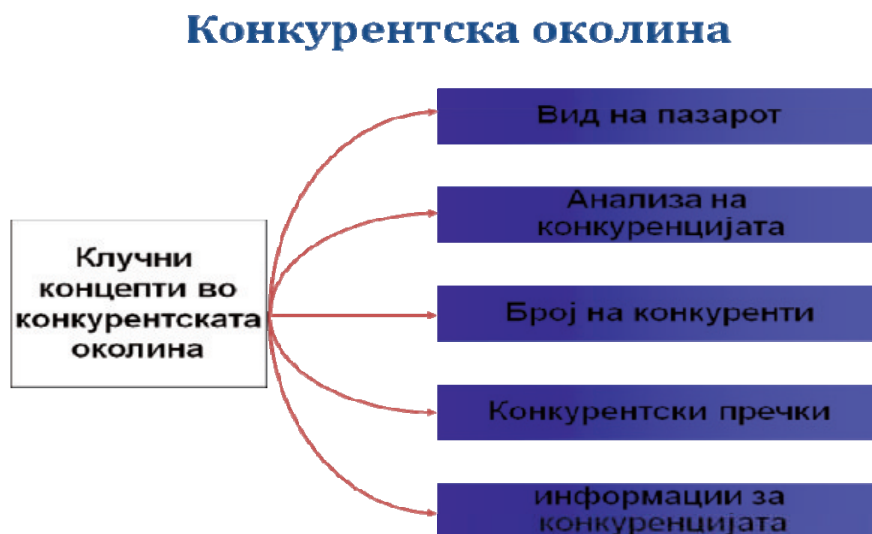 Конкурентска околина
Клучни
концепти во
конкурентската
околина
Вид на пазарот
Анализа на
конкуренцијата
Број на конкуренти
Конкурентски пречки
информации за
конкуренцијата